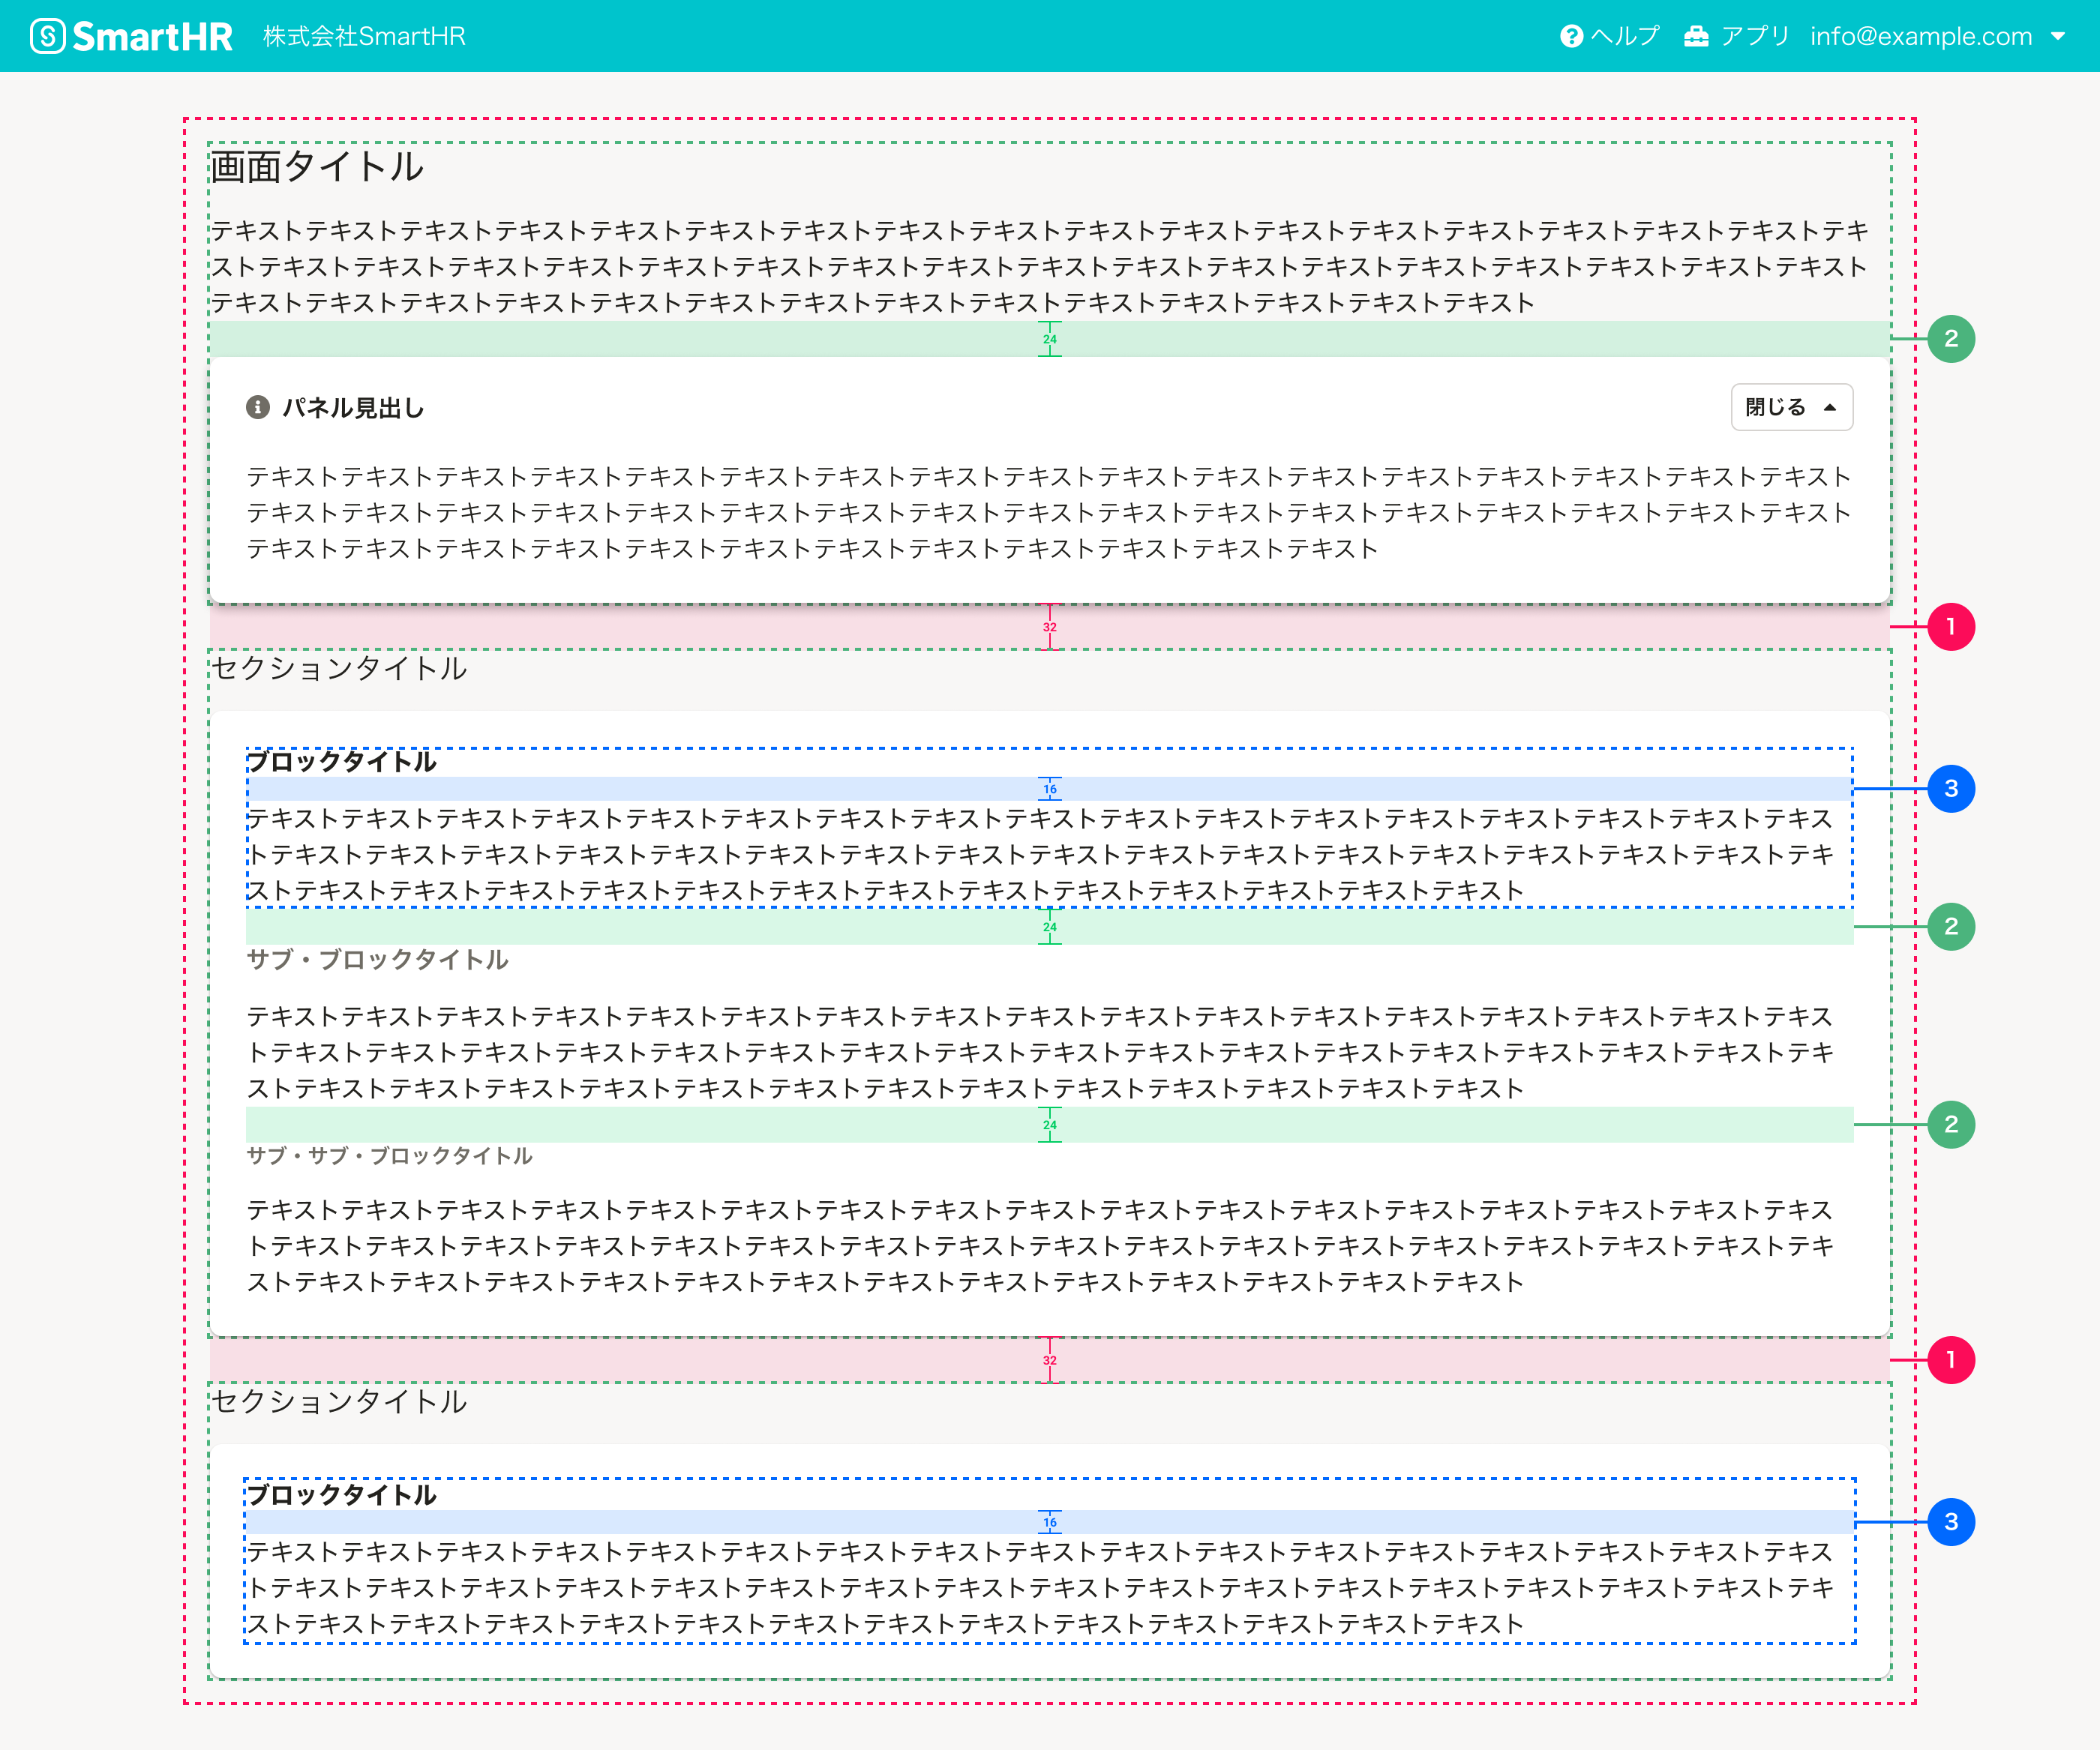 SmartHR 株式会社SmartHR ヘルプ アプリ info@example.com
画面タイトル
テキストテキストテキストテキストテキストテキストテキストテキストテキストテキストテキストテキストテキストテキストテキストテキストテキストテキ
ストテキストテキストテキストテキストテキストテキストテキストテキストテキストテキストテキストテキストテキストテキストテキストテキストテキスト
テキストテキストテキストテキストテキストテキストテキストテキストテキストテキストテキストテキストテキストテキスト
24
2
パネル見出し 閉じる
テキストテキストテキストテキストテキストテキストテキストテキストテキストテキストテキストテキストテキストテキストテキストテキストテキスト
テキストテキストテキストテキストテキストテキストテキストテキストテキストテキストテキストテキストテキストテキストテキストテキストテキスト
テキストテキストテキストテキストテキストテキストテキストテキストテキストテキストテキストテキスト
32
1
セクションタイトル
ブロックタイトル
16
3
テキストテキストテキストテキストテキストテキストテキストテキストテキストテキストテキストテキストテキストテキストテキストテキストテキス
トテキストテキストテキストテキストテキストテキストテキストテキストテキストテキストテキストテキストテキストテキストテキストテキストテキ
ストテキストテキストテキストテキストテキストテキストテキストテキストテキストテキストテキストテキストテキスト
24
2
サブ・ブロックタイトル
テキストテキストテキストテキストテキストテキストテキストテキストテキストテキストテキストテキストテキストテキストテキストテキストテキス
トテキストテキストテキストテキストテキストテキストテキストテキストテキストテキストテキストテキストテキストテキストテキストテキストテキ
ストテキストテキストテキストテキストテキストテキストテキストテキストテキストテキストテキストテキストテキスト
24
2
サブ・サブ・ブロックタイトル
テキストテキストテキストテキストテキストテキストテキストテキストテキストテキストテキストテキストテキストテキストテキストテキストテキス
トテキストテキストテキストテキストテキストテキストテキストテキストテキストテキストテキストテキストテキストテキストテキストテキストテキ
ストテキストテキストテキストテキストテキストテキストテキストテキストテキストテキストテキストテキストテキスト
32
1
セクションタイトル
ブロックタイトル
16
3
テキストテキストテキストテキストテキストテキストテキストテキストテキストテキストテキストテキストテキストテキストテキストテキストテキス
トテキストテキストテキストテキストテキストテキストテキストテキストテキストテキストテキストテキストテキストテキストテキストテキストテキ
ストテキストテキストテキストテキストテキストテキストテキストテキストテキストテキストテキストテキストテキスト